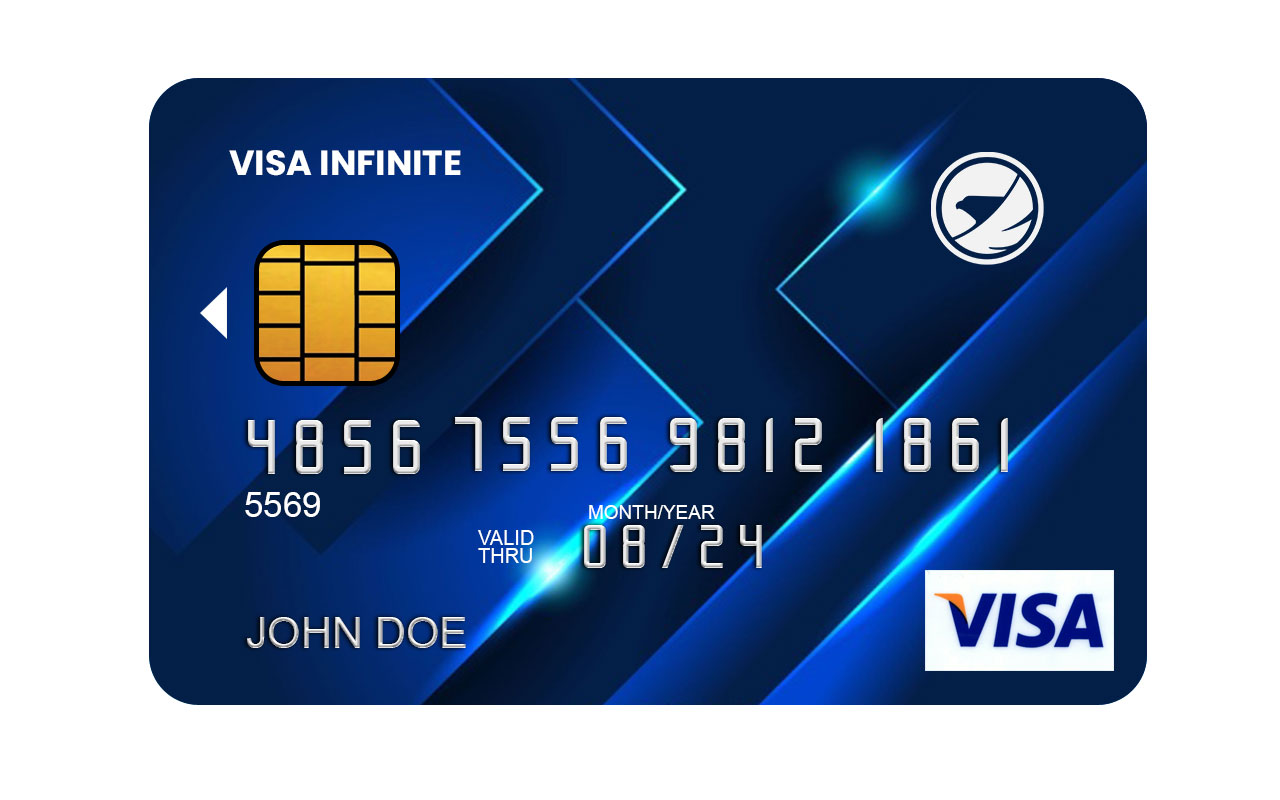 VISA INFINITE
4856 7556 9812 1861
5569
MONTH/YEAR
VALID
THRU
08/24
JOHN DOE
VISA